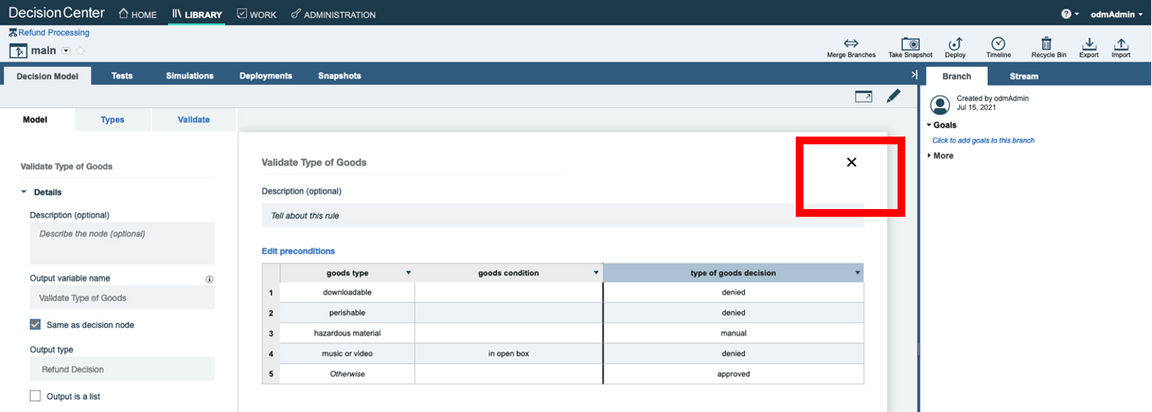 DecisionCenter HOME LIBRARY WORK ADMINISTRATION ? odmAdmin
Refund Processing
main
Merge Branches Take Snapshot Deploy Timeline Recycle Bin Export Import
Decision Model Tests Simulations Deployments Snapshots
Branch Stream
Created by odmAdmin
Jul 15, 2021
Goals
Click to add goals to this branch
More
Model Types Validate
Validate Type of Goods
Details
Description (optional)
Describe the node (optional)
Output variable name
Validate Type of Goods
Same as decision node
Output type
Refund Decision
Output is a list
Validate Type of Goods
Description (optional)
Tell about this rule
Edit preconditions
goods type goods condition type of goods decision
1 downloadable denied
2 perishable denied
3 hazardous material manual
4 music or video in open box denied
5 Otherwise approved